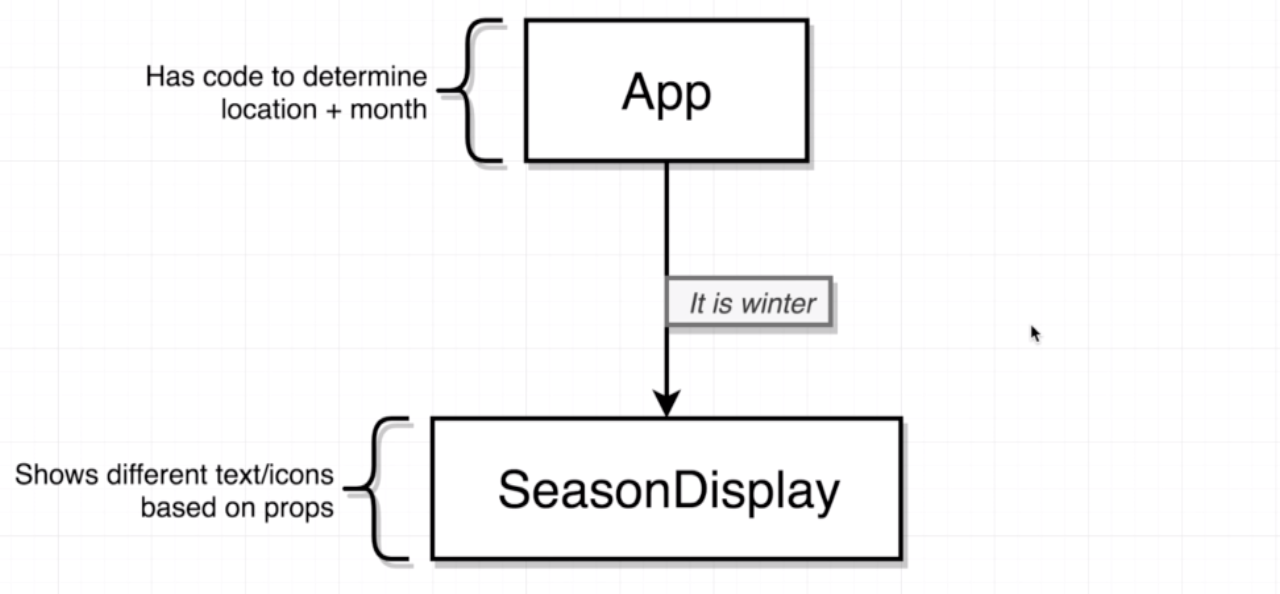 Has code to determine
location + month
App
It is winter
Shows different text/icons
based on props
SeasonDisplay